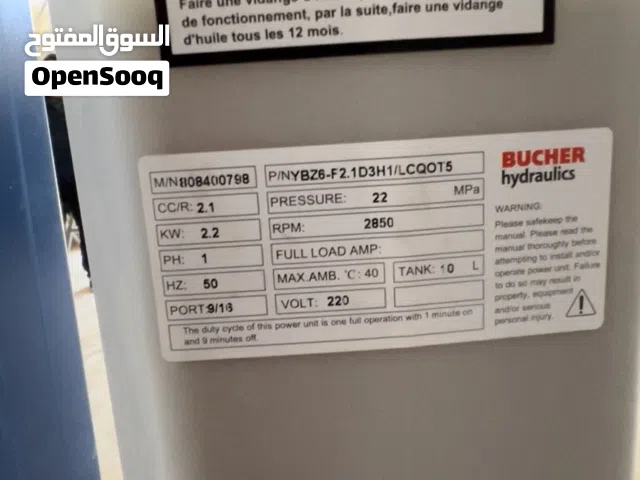 Faire une vidange
de fonctionnement, par la suite,faire une vidange
d'huile tous les 12 mois.
السوق المفتوح
OpenSooq
M/N808400798
P/NYBZ6-F2.1D3H1/LCQOT5
CC/R: 2.1
PRESSURE: 22 MPa
KW: 2.2
RPM: 2850
PH: 1
FULL LOAD AMP:
HZ: 50
MAX.AMB. ℃: 40
TANK: 10 L
PORT:9/16
VOLT: 220
The duty cycle of this power unit is one full operation with 1 minute on
and 9 minutes off.
BUCHER
hydraulics
WARNING:
Please safekeep the
manual. Please read the
manual thoroughly before
attempting to install and/or
operate power unit. Failure
to do so may result in
property, equipment
and/or serious
personal injury.